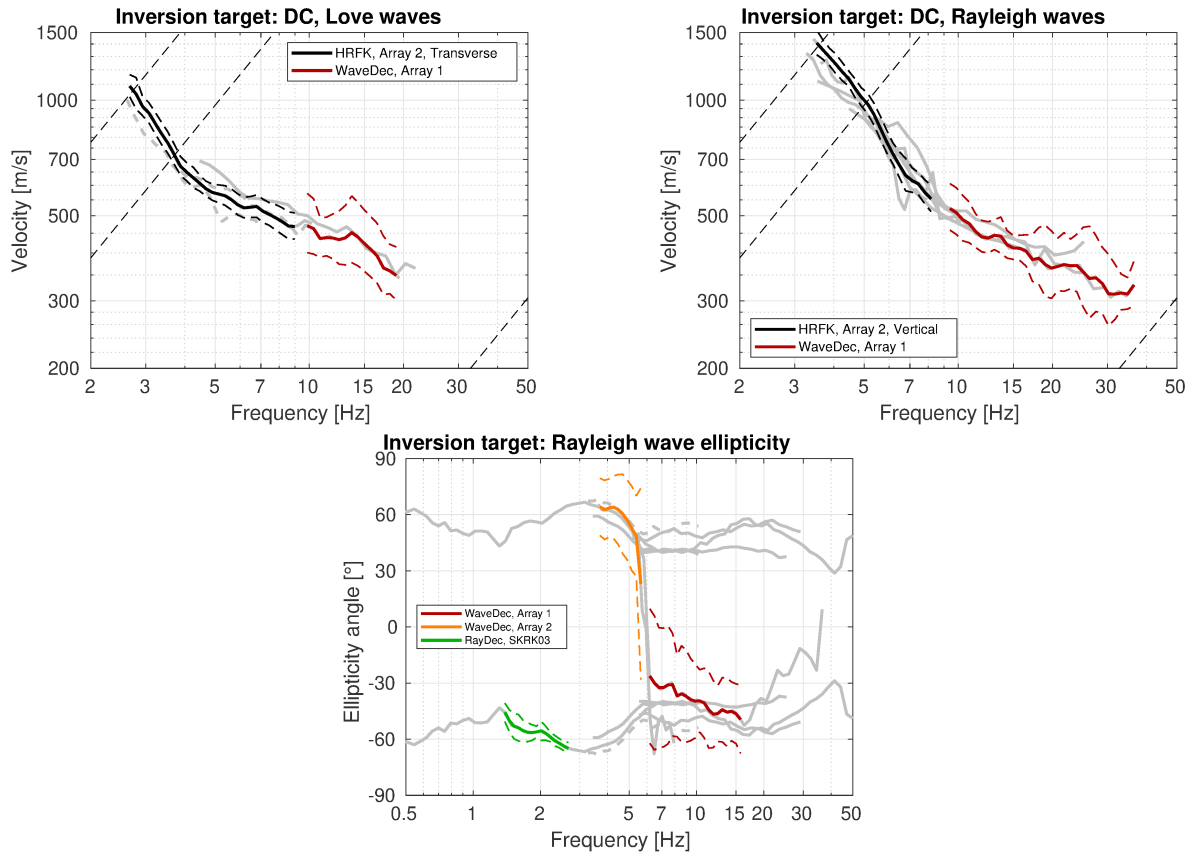 Inversion target: DC, Love waves
1500
1000
700
500
300
200
Velocity [m/s]
HRFK, Array 2, Transverse
WaveDec, Array 1
2 3 5 7 10 15 20 30 50
Frequency [Hz]
Inversion target: DC, Rayleigh waves
1500
1000
700
500
300
200
Velocity [m/s]
HRFK, Array 2, Vertical
WaveDec, Array 1
2 3 5 7 10 15 20 30 50
Frequency [Hz]
Inversion target: Rayleigh wave ellipticity
90
60
30
0
-30
-60
-90
Ellipticity angle [°]
WaveDec, Array 1
WaveDec, Array 2
RayDec, SKRK03
0.5 1 2 5 7 10 15 20 30 50
Frequency [Hz]